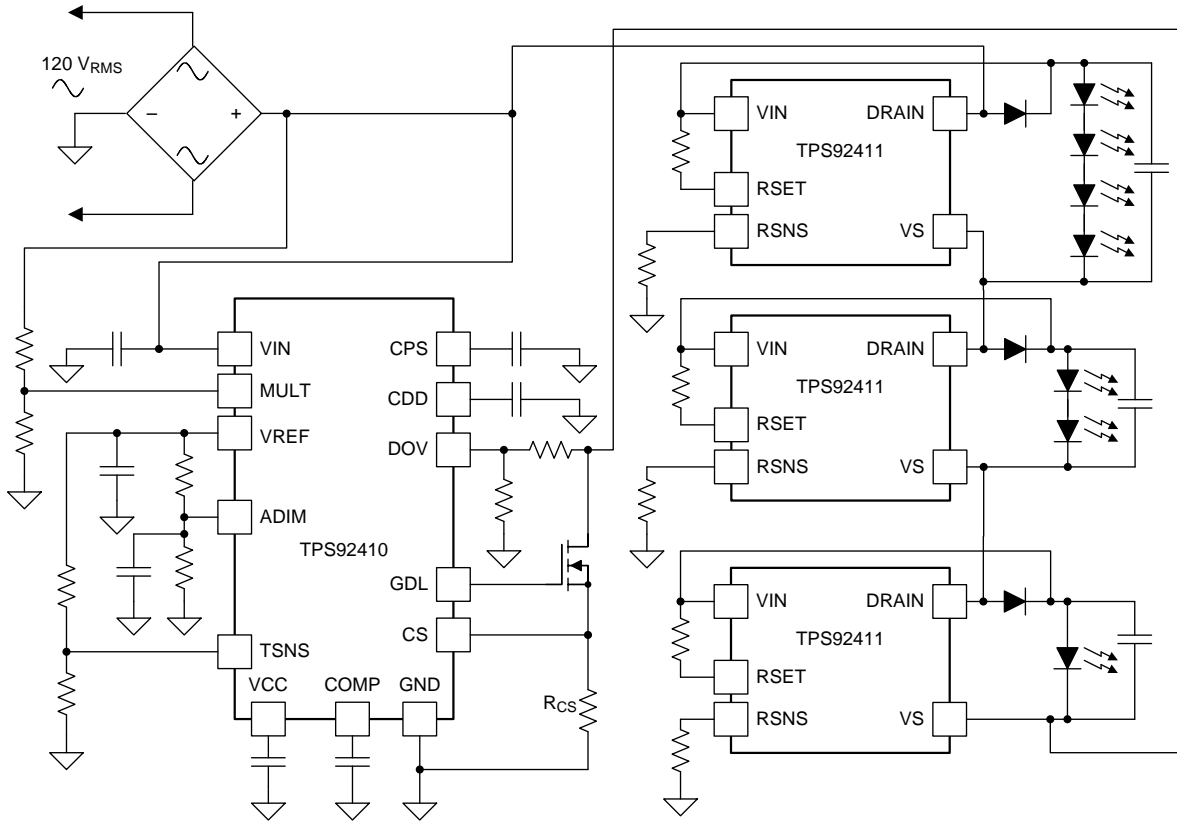 120 VRMS
−
+
VIN
MULT
VREF
ADIM
TSNS
VCC
COMP
GND
CPS
CDD
DOV
GDL
CS
TPS92410
RCS
VIN
DRAIN
TPS92411
RSET
RSNS
VS
VIN
DRAIN
TPS92411
RSET
RSNS
VS
VIN
DRAIN
TPS92411
RSET
RSNS
VS